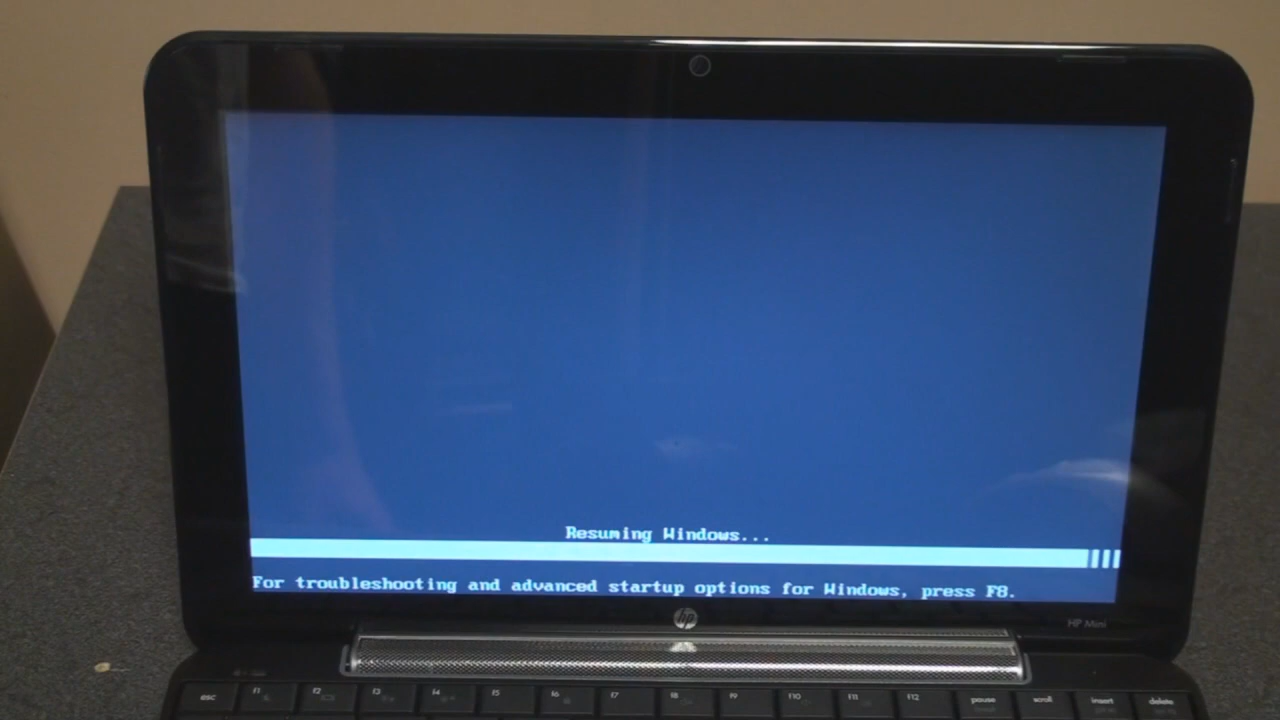 Resuming Windows...
For troubleshooting and advanced startup options for Windows, press F8.
hp
HP Mini
esc f1 f2 f3 f4 f5 f6 f7 f8 f9 f10 f11 f12 pause scroll insert delete